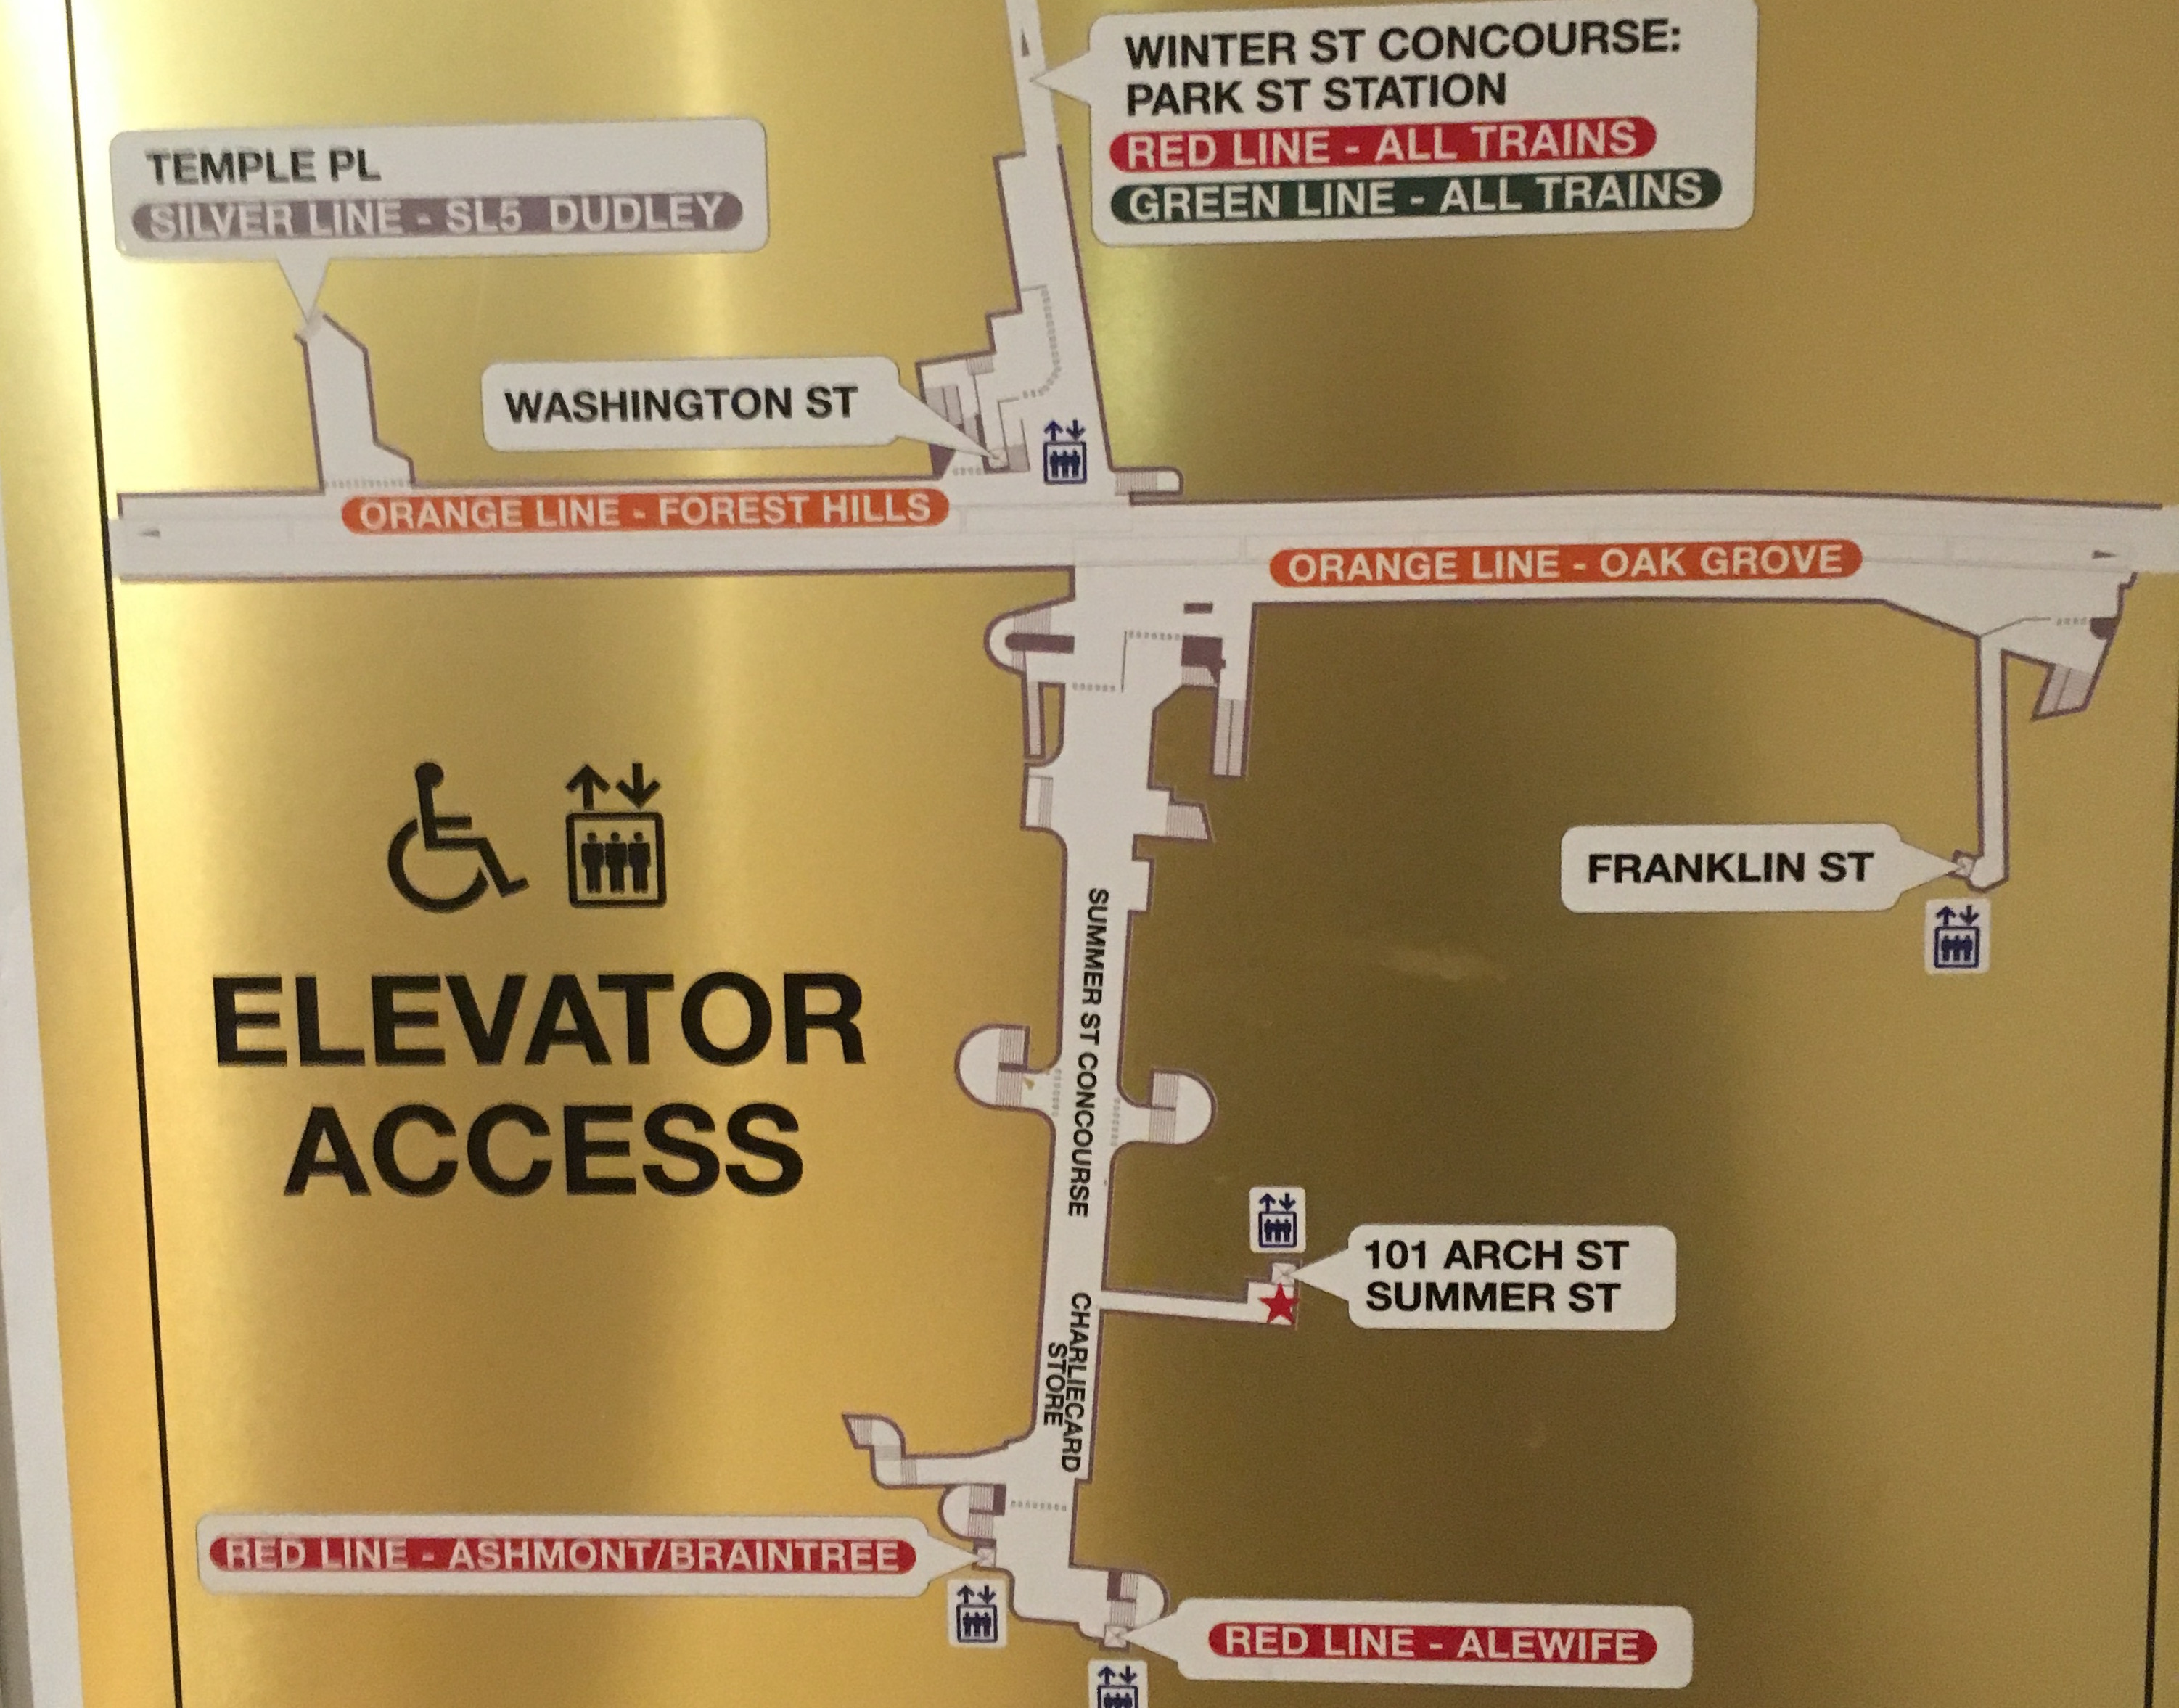 WINTER ST CONCOURSE:
PARK ST STATION
RED LINE - ALL TRAINS
GREEN LINE - ALL TRAINS
TEMPLE PL
SILVER LINE - SL5 DUDLEY
WASHINGTON ST
ORANGE LINE - FOREST HILLS
ORANGE LINE - OAK GROVE
FRANKLIN ST
ELEVATOR
ACCESS
SUMMER ST CONCOURSE
101 ARCH ST
SUMMER ST
CHARLIECARD
STORE
RED LINE - ASHMONT/BRAINTREE
RED LINE - ALEWIFE